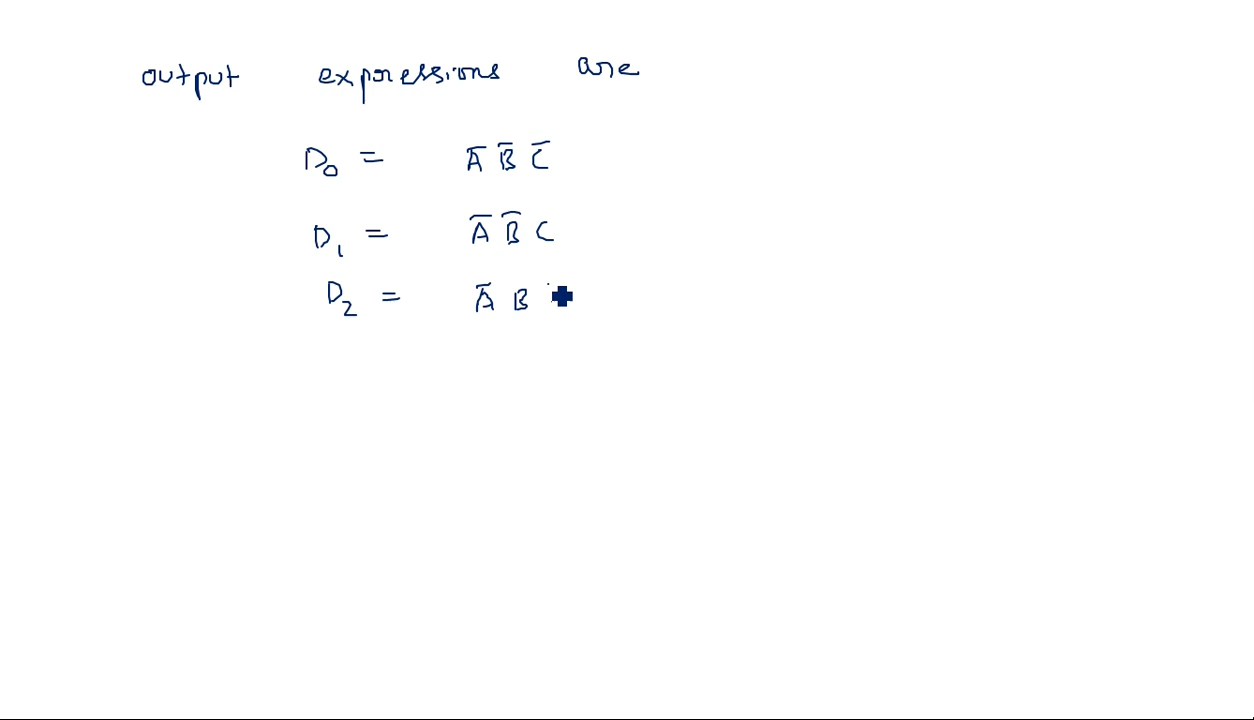 output expressions are
D₀ = A̅ B̅ C̅
D₁ = A̅ B̅ C
D₂ = A̅ B